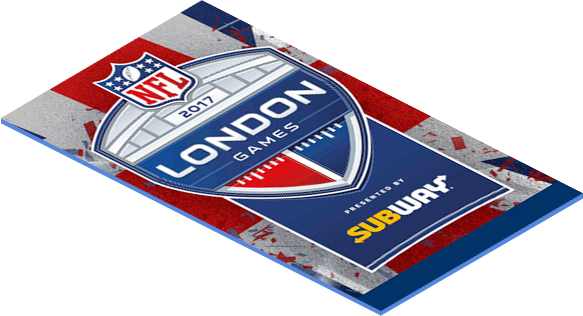 NFL
2017
LONDON
GAMES
PRESENTED BY
SUBWAY